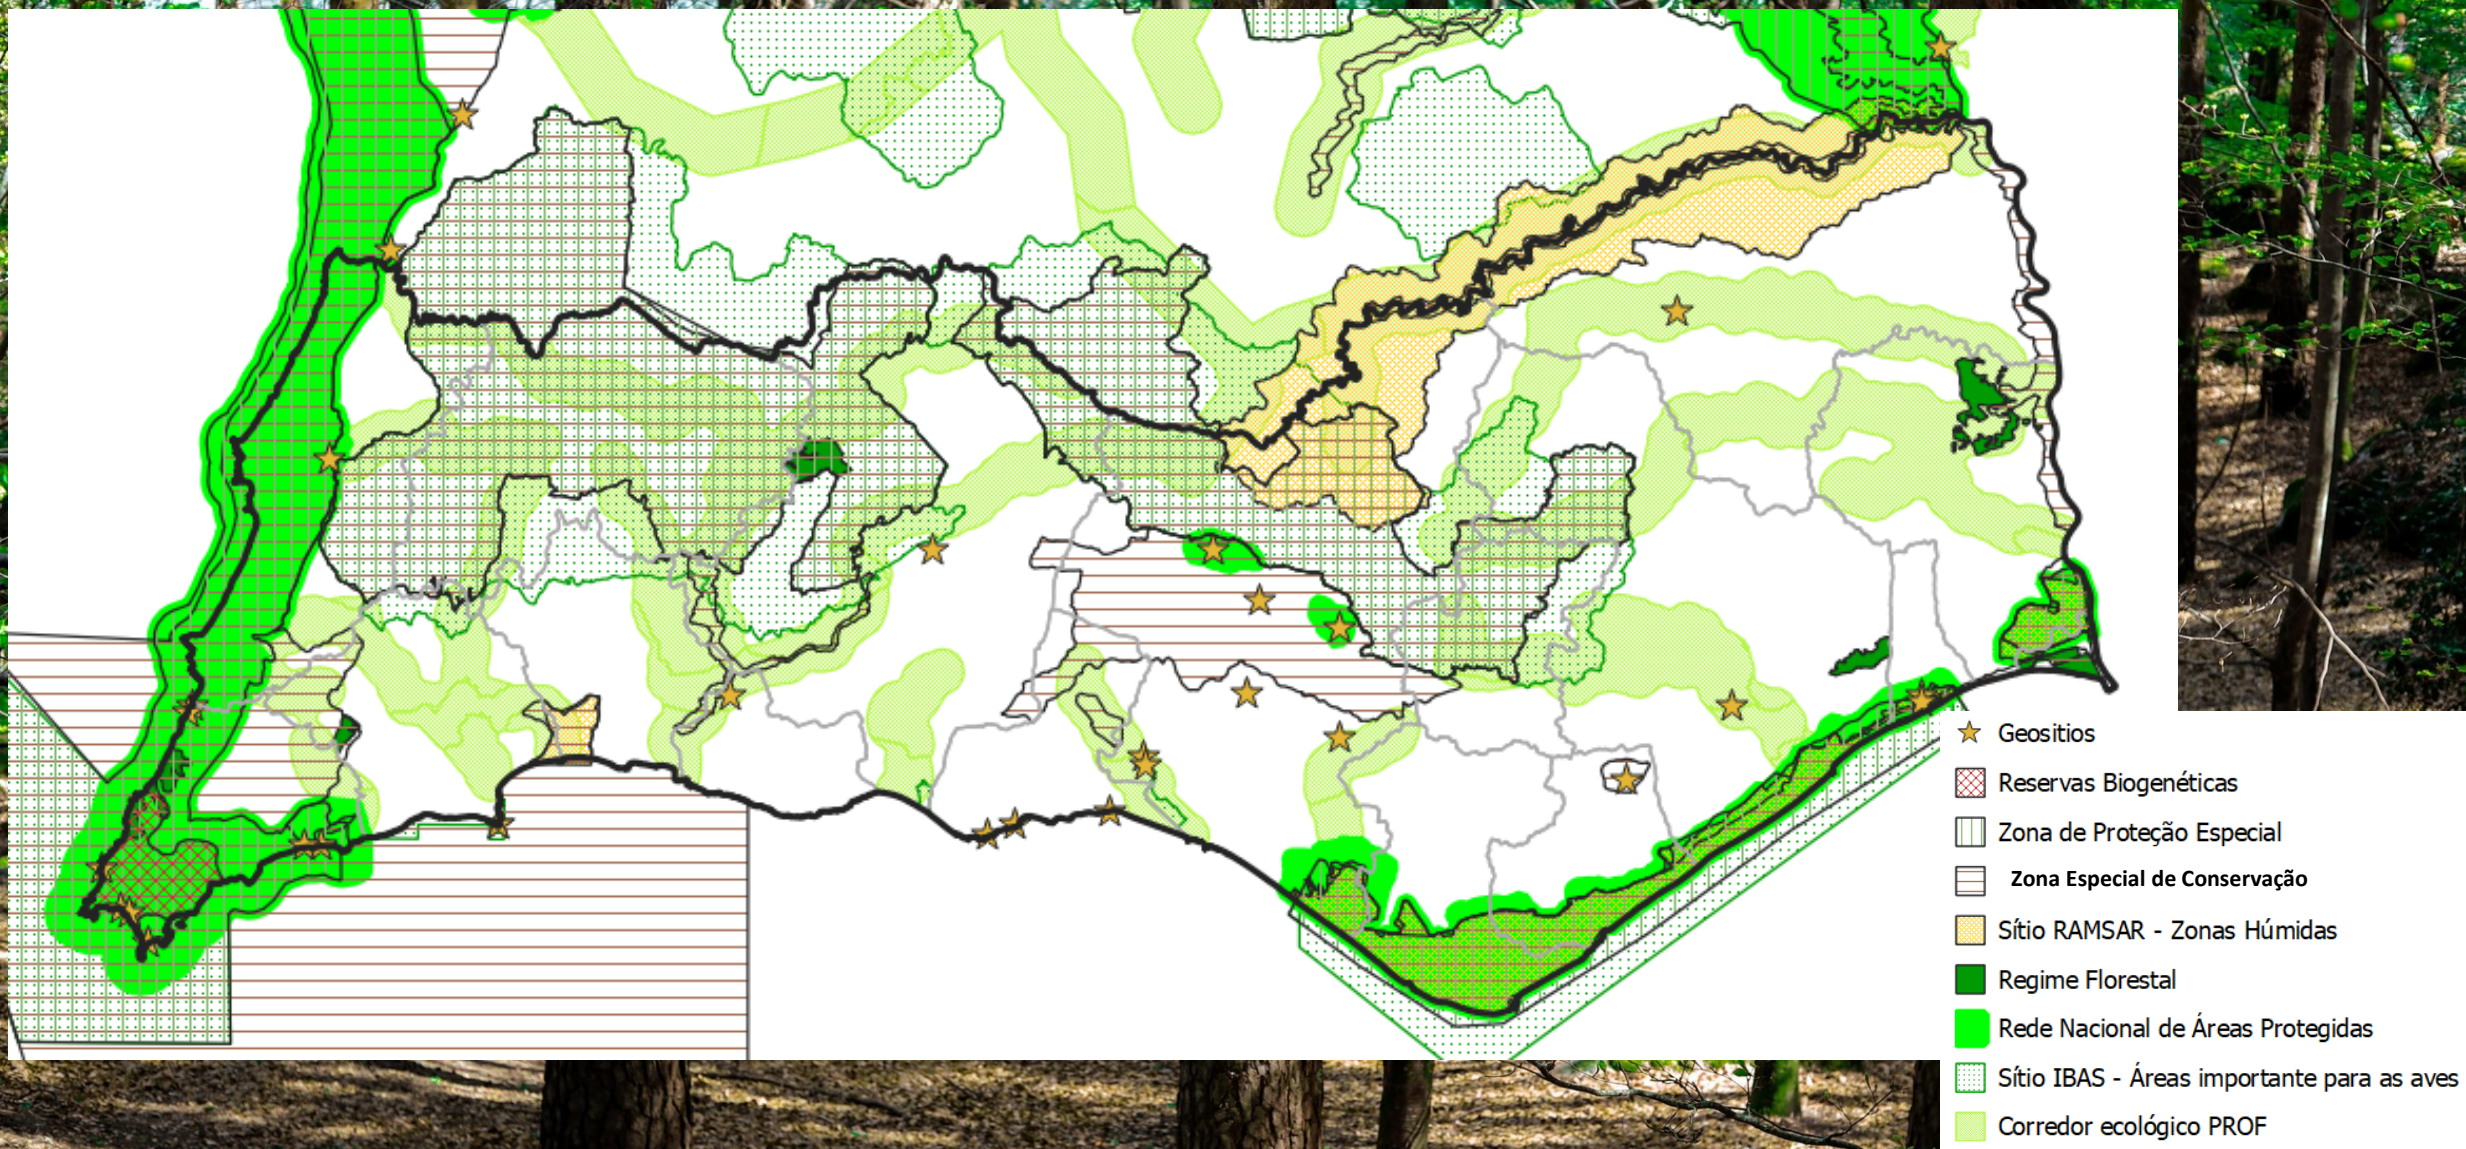 Geositios
Reservas Biogenéticas
Zona de Proteção Especial
Zona Especial de Conservação
Sítio RAMSAR - Zonas Húmidas
Regime Florestal
Rede Nacional de Áreas Protegidas
Sítio IBAS - Áreas importante para as aves
Corredor ecológico PROF